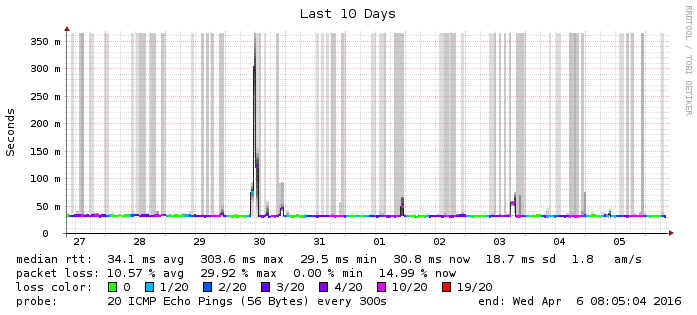 Last 10 Days
RRDTOOL / TOBI OETIKER
Seconds
350 m
300 m
250 m
200 m
150 m
100 m
50 m
0
27 28 29 30 31 01 02 03 04 05
median rtt: 34.1 ms avg 303.6 ms max 29.5 ms min 30.8 ms now 18.7 ms sd 1.8 am/s
packet loss: 10.57 % avg 29.92 % max 0.00 % min 14.99 % now
loss color: 0 1/20 2/20 3/20 4/20 10/20 19/20
probe: 20 ICMP Echo Pings (56 Bytes) every 300s end: Wed Apr 6 08:05:04 2016